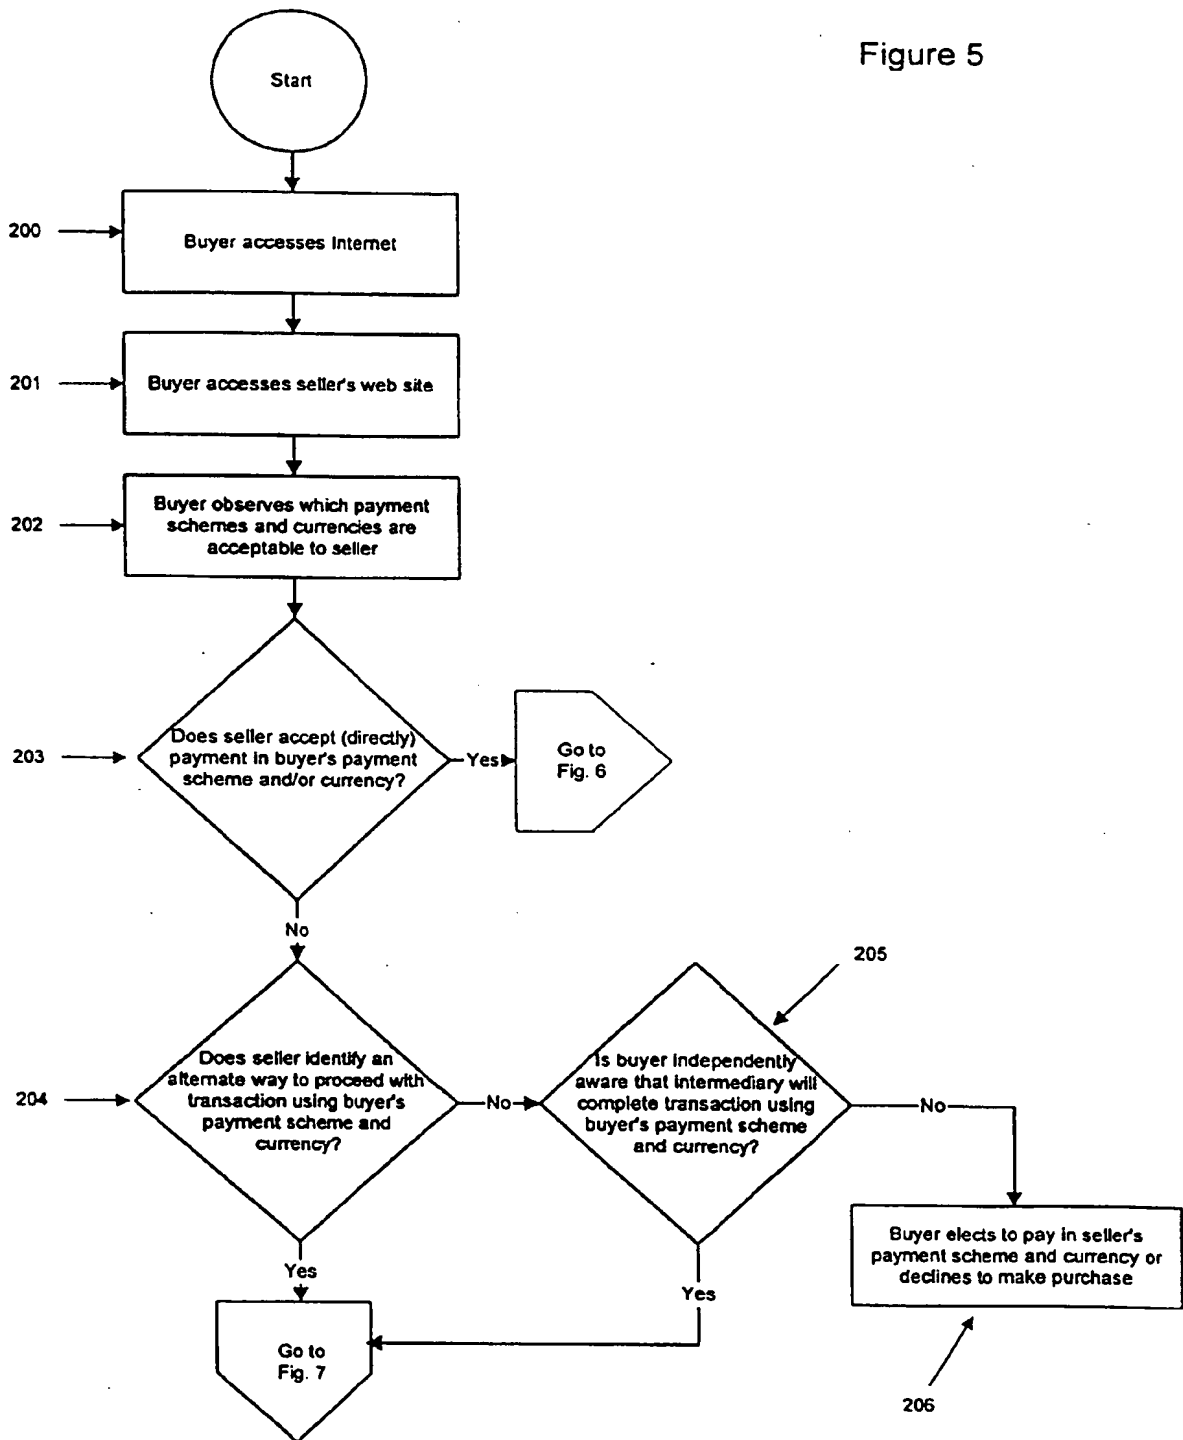 Figure 5
Start
200
Buyer accesses Internet
201
Buyer accesses seller's web site
202
Buyer observes which payment
schemes and currencies are
acceptable to seller
203
Does seller accept (directly)
payment in buyer's payment
scheme and/or currency?
Yes
Go to
Fig. 6
No
205
204
Does seller identify an
alternate way to proceed with
transaction using buyer's
payment scheme and
currency?
No
Is buyer independently
aware that intermediary will
complete transaction using
buyer's payment scheme
and currency?
No
Yes
Yes
Buyer elects to pay in seller's
payment scheme and currency or
declines to make purchase
Go to
Fig. 7
206